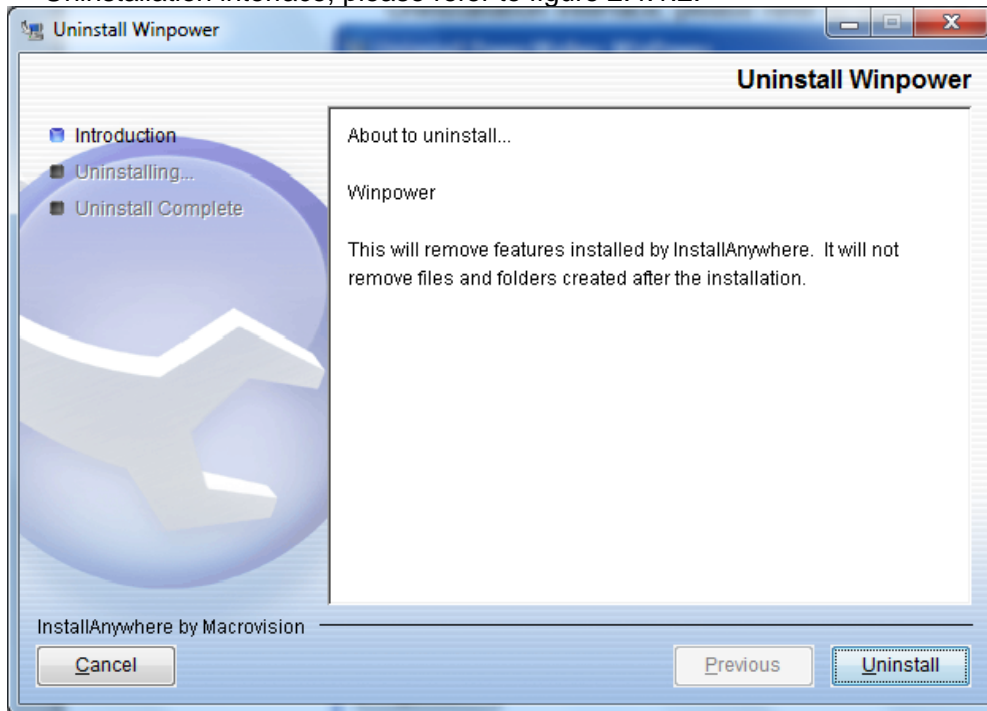 Uninstall Winpower
Uninstall Winpower
Introduction
Uninstalling...
Uninstall Complete
About to uninstall...
Winpower
This will remove features installed by InstallAnywhere.  It will not
remove files and folders created after the installation.
InstallAnywhere by Macrovision
Cancel
Previous
Uninstall